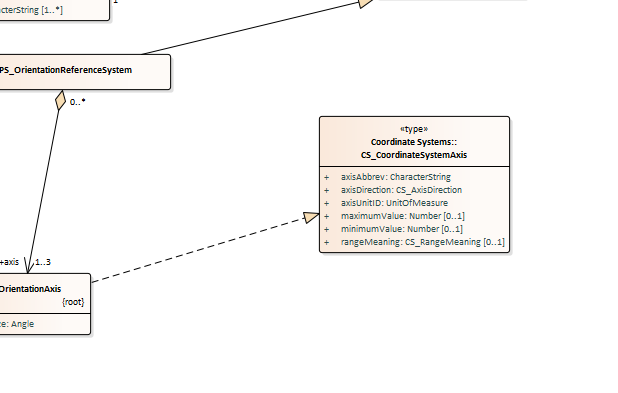 [1..*]
1
PS_OrientationReferenceSystem
0..*
«type»
Coordinate Systems::
CS_CoordinateSystemAxis
+ axisAbbrev: CharacterString
+ axisDirection: CS_AxisDirection
+ axisUnitID: UnitOfMeasure
+ maximumValue: Number [0..1]
+ minimumValue: Number [0..1]
+ rangeMeaning: CS_RangeMeaning [0..1]
+axis
1..3
OrientationAxis
{root}
: Angle